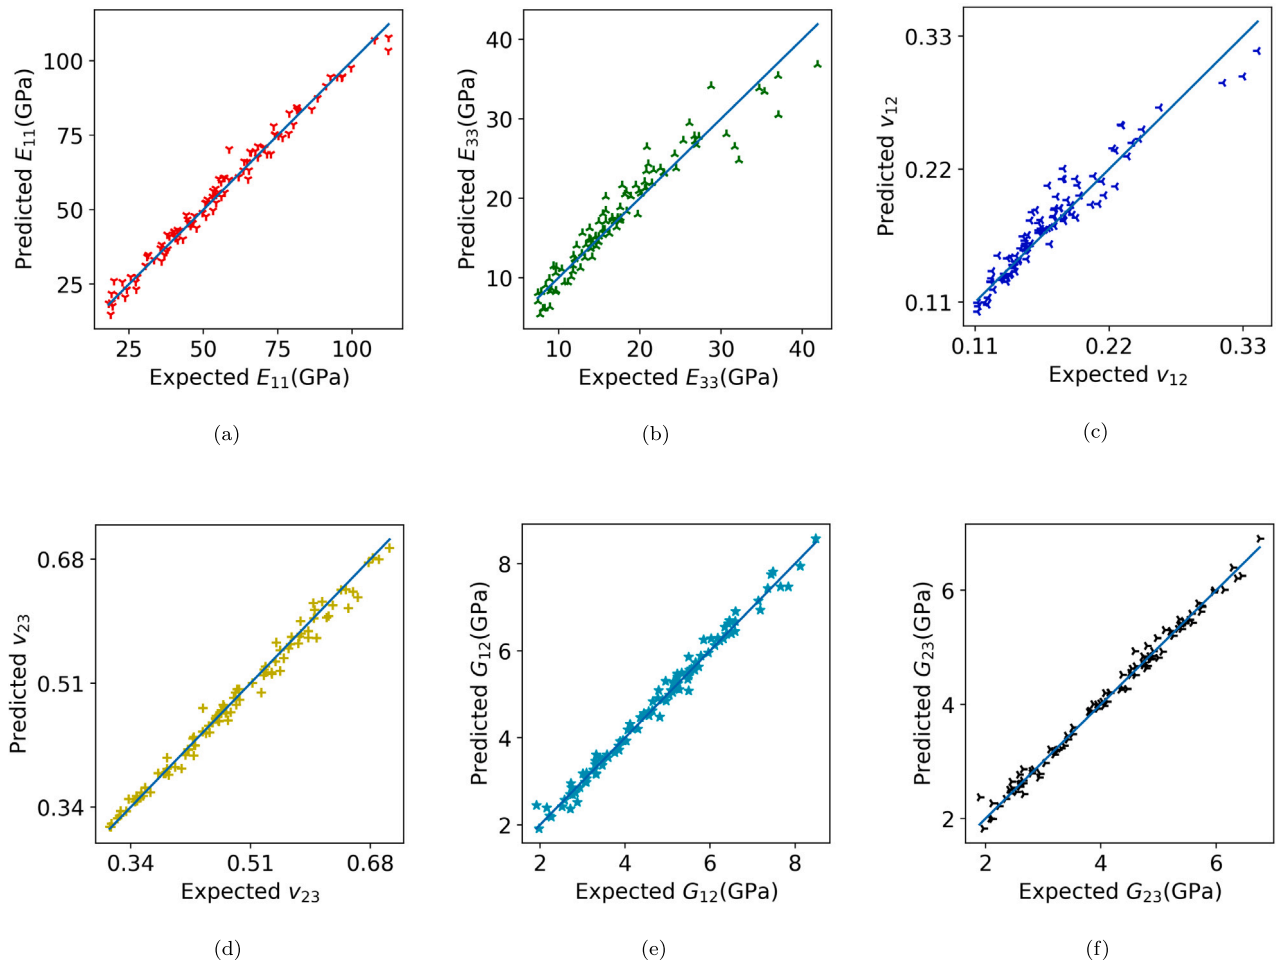 100
75
50
25
Predicted E₁₁(GPa)
25 50 75 100
Expected E₁₁(GPa)
(a)
40
30
20
10
Predicted E₃₃(GPa)
10 20 30 40
Expected E₃₃(GPa)
(b)
0.33
0.22
0.11
Predicted ν₁₂
0.11 0.22 0.33
Expected ν₁₂
(c)
0.68
0.51
0.34
Predicted ν₂₃
0.34 0.51 0.68
Expected ν₂₃
(d)
8
6
4
2
Predicted G₁₂(GPa)
2 4 6 8
Expected G₁₂(GPa)
(e)
6
4
2
Predicted G₂₃(GPa)
2 4 6
Expected G₂₃(GPa)
(f)